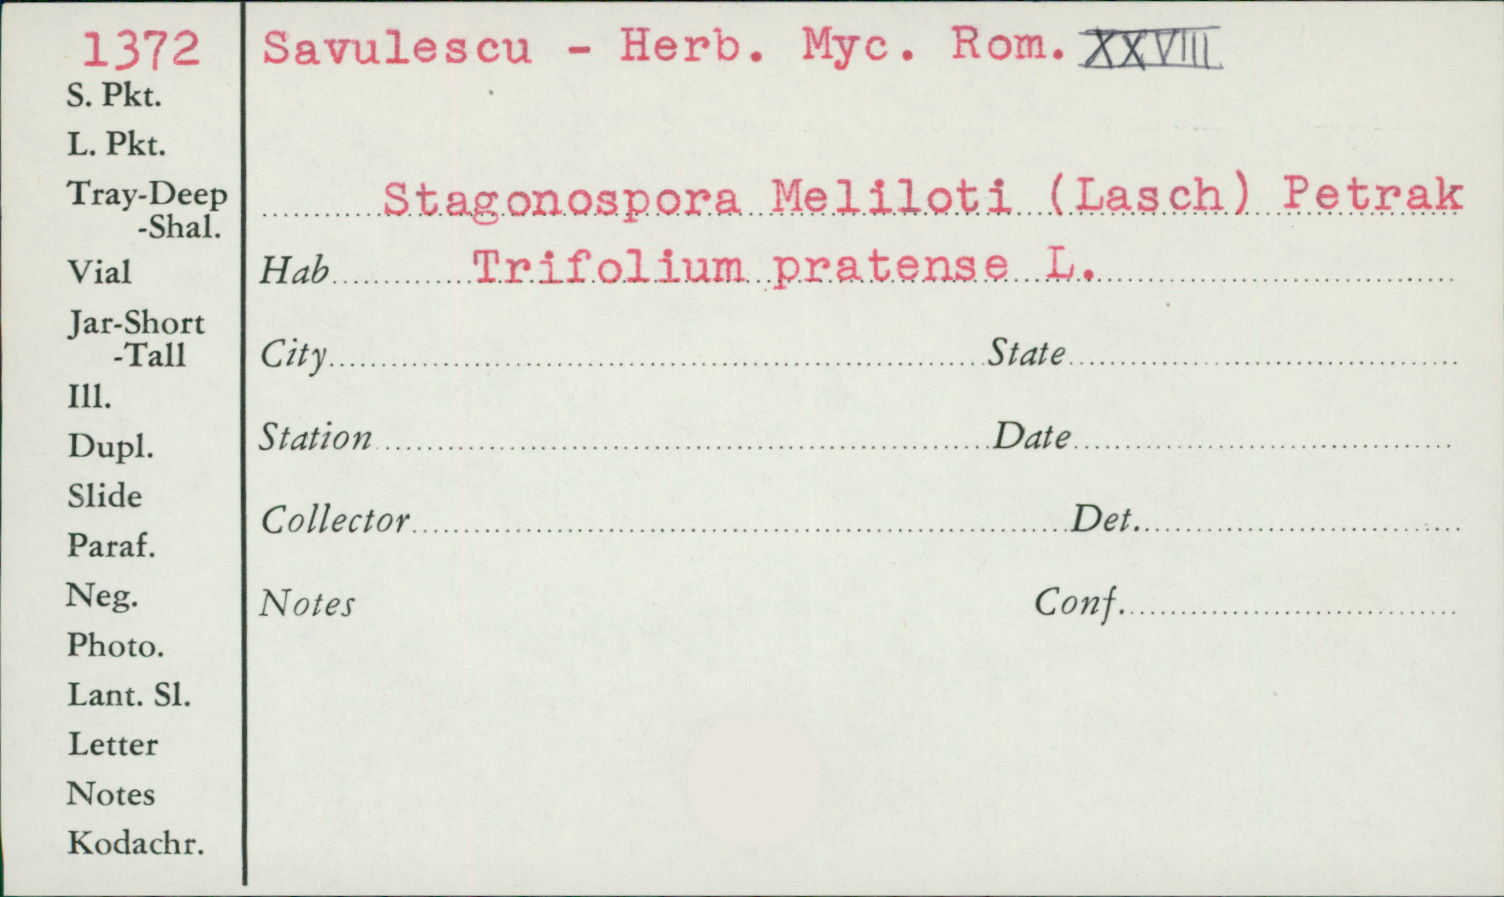 1372
S. Pkt.
L. Pkt.
Tray-Deep
-Shal.
Vial
Jar-Short
-Tall
Ill.
Dupl.
Slide
Paraf.
Neg.
Photo.
Lant. Sl.
Letter
Notes
Kodachr.
Savulescu - Herb. Myc. Rom. XXVIII
Stagonospora Meliloti (Lasch) Petrak
Hab Trifolium pratense L.
City State
Station Date
Collector Det.
Notes Conf.